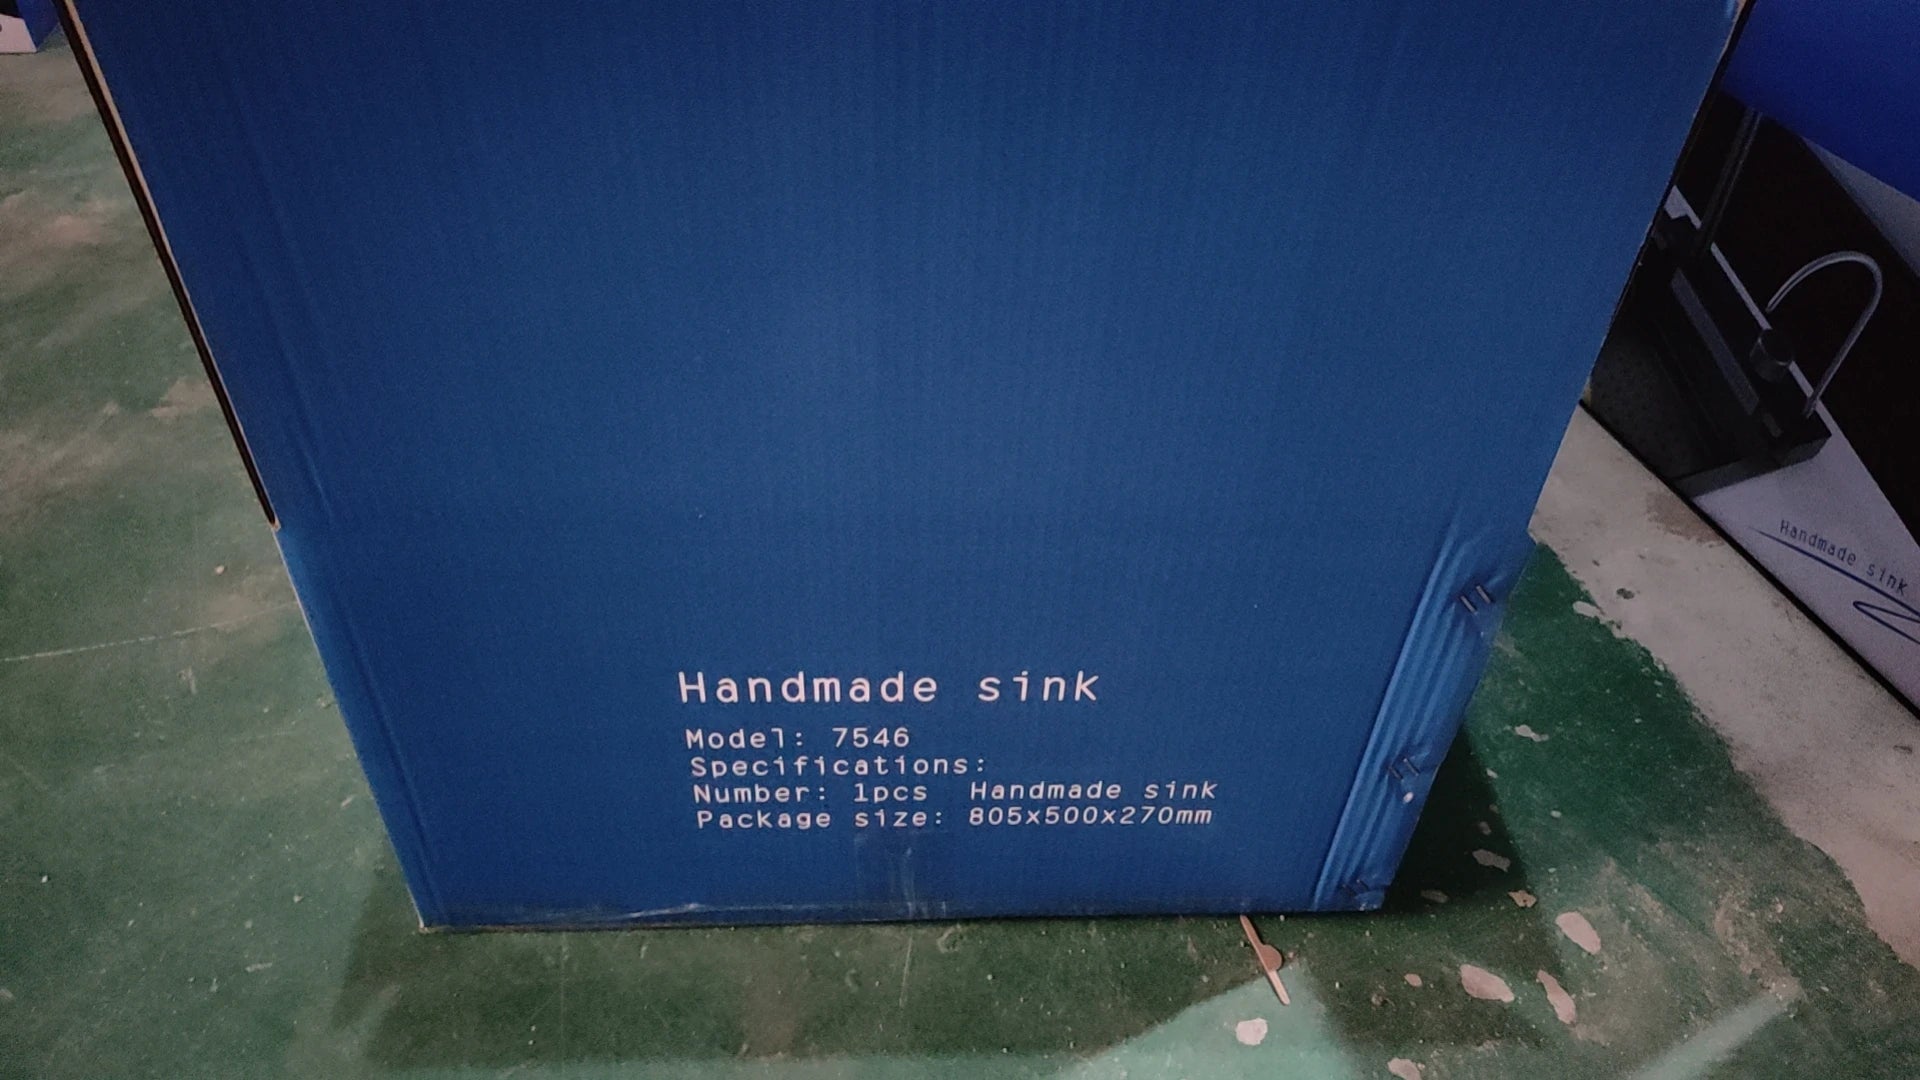 Handmade sink
Model: 7546
Specifications:
Number: 1pcs Handmade sink
Package size: 805x500x270mm
Handmade sink